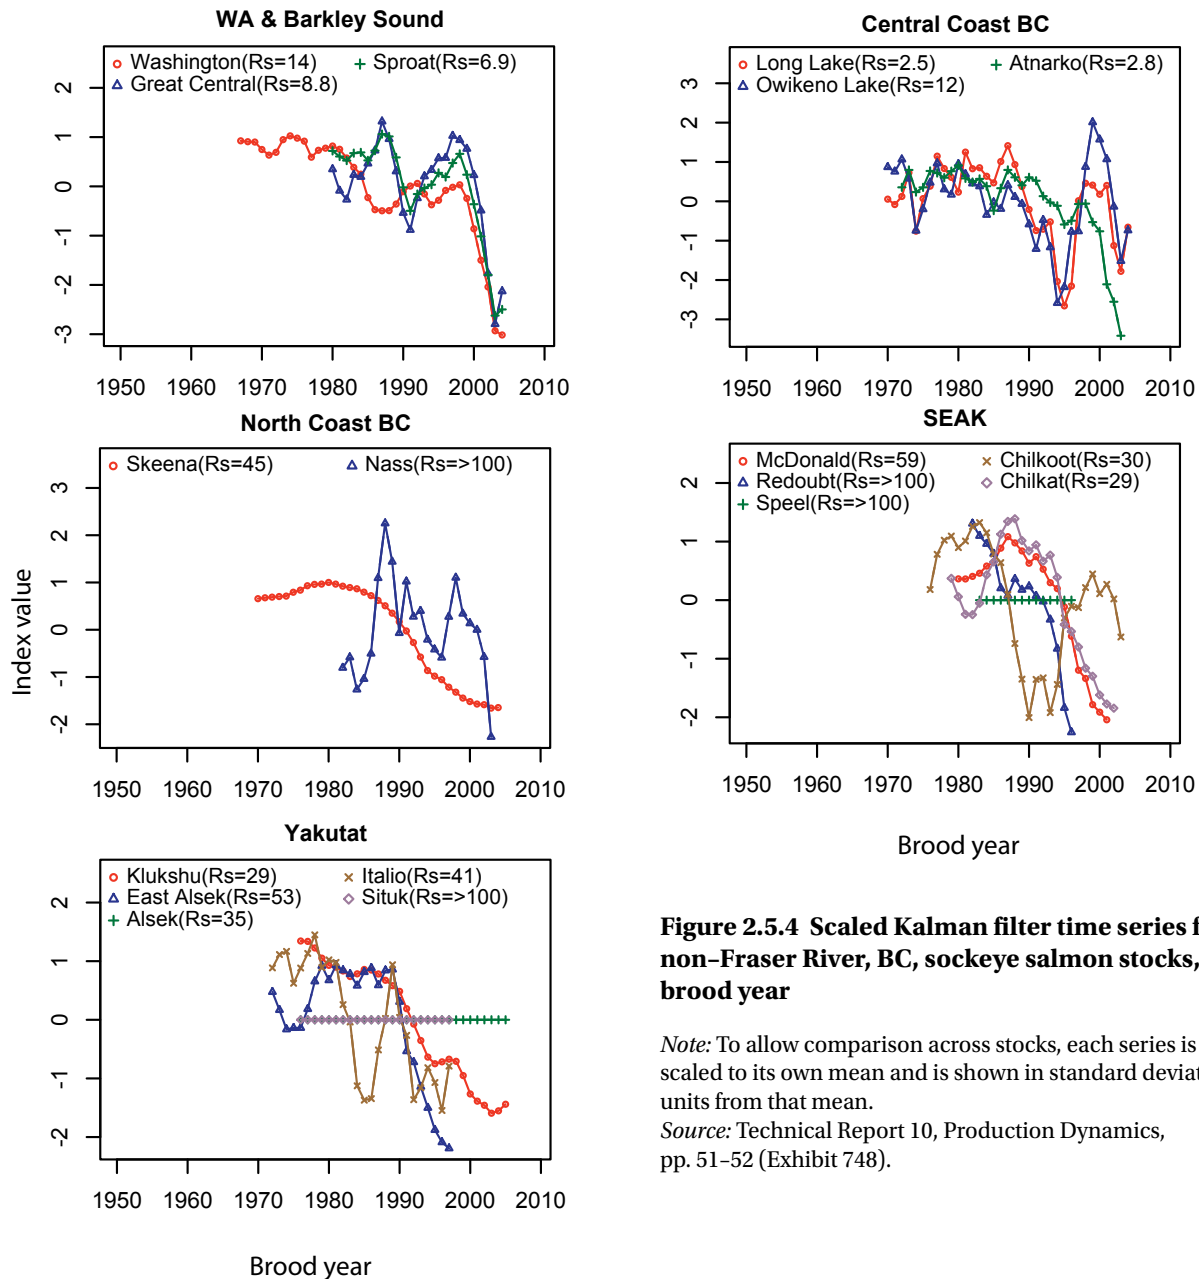 WA & Barkley Sound
Washington(Rs=14) Sproat(Rs=6.9)
Great Central(Rs=8.8)
2
1
0
-1
-2
-3
1950 1960 1970 1980 1990 2000 2010
Central Coast BC
Long Lake(Rs=2.5) Atnarko(Rs=2.8)
Owikeno Lake(Rs=12)
3
2
1
0
-1
-2
-3
1950 1960 1970 1980 1990 2000 2010
North Coast BC
Skeena(Rs=45) Nass(Rs=>100)
3
2
1
0
-1
-2
Index value
1950 1960 1970 1980 1990 2000 2010
SEAK
McDonald(Rs=59) Chilkoot(Rs=30)
Redoubt(Rs=>100) Chilkat(Rs=29)
Speel(Rs=>100)
2
1
0
-1
-2
1950 1960 1970 1980 1990 2000 2010
Brood year
Yakutat
Klukshu(Rs=29) Italio(Rs=41)
East Alsek(Rs=53) Situk(Rs=>100)
Alsek(Rs=35)
2
1
0
-1
-2
1950 1960 1970 1980 1990 2000 2010
Brood year
Figure 2.5.4 Scaled Kalman filter time series f
non–Fraser River, BC, sockeye salmon stocks,
brood year
Note: To allow comparison across stocks, each series is
scaled to its own mean and is shown in standard deviat
units from that mean.
Source: Technical Report 10, Production Dynamics,
pp. 51–52 (Exhibit 748).